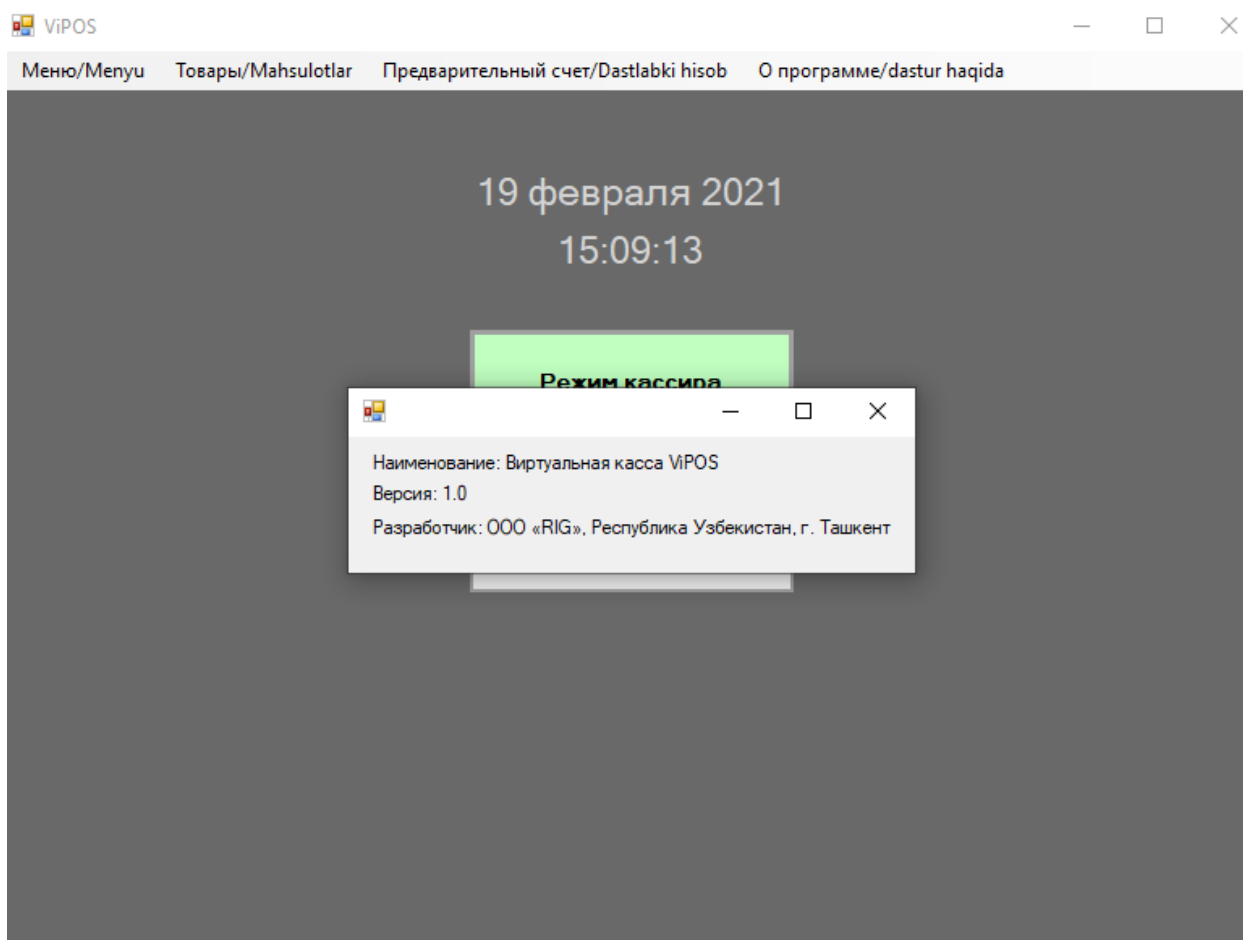 ViPOS
Меню/Menyu Товары/Mahsulotlar Предварительный счет/Dastlabki hisob О программе/dastur haqida
19 февраля 2021
15:09:13
Режим кассира
Наименование: Виртуальная касса ViPOS
Версия: 1.0
Разработчик: ООО «RIG», Республика Узбекистан, г. Ташкент